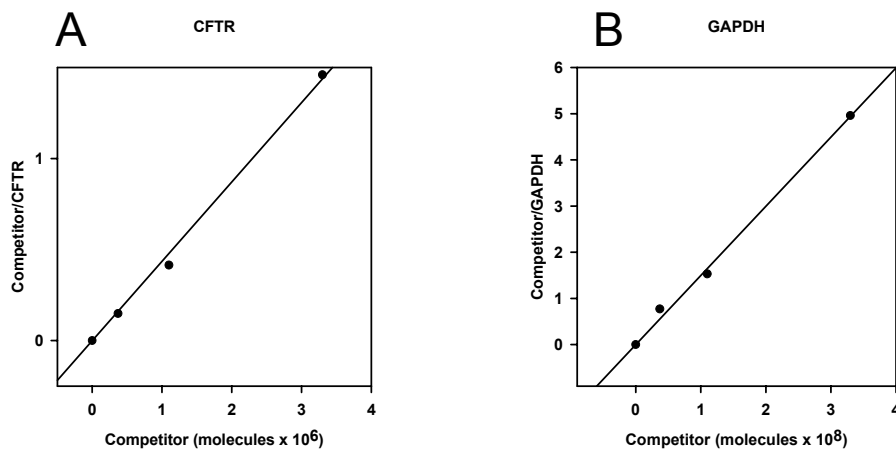 A
CFTR
Competitor/CFTR
1
0
0 1 2 3 4
Competitor (molecules x 10⁶)
B
GAPDH
Competitor/GAPDH
6
5
4
3
2
1
0
0 1 2 3 4
Competitor (molecules x 10⁸)